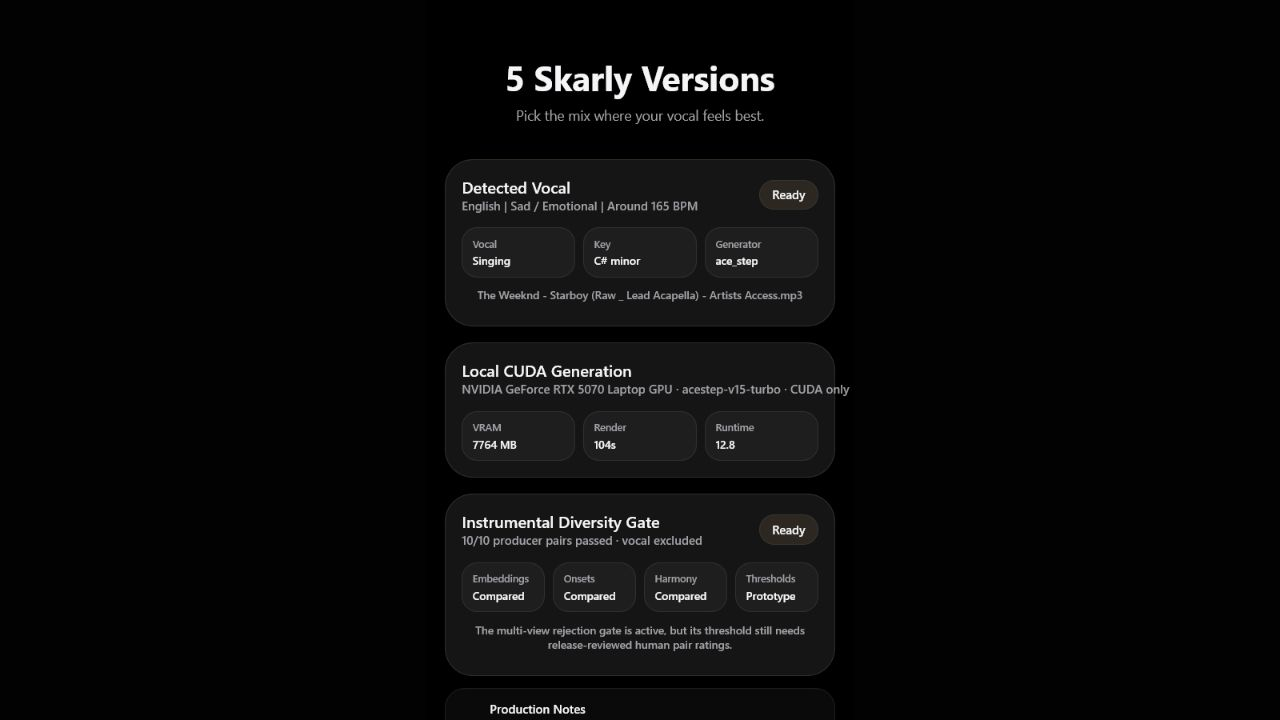 5 Skarly Versions
Pick the mix where your vocal feels best.
Detected Vocal
English | Sad / Emotional | Around 165 BPM
Ready
Vocal
Singing
Key
C# minor
Generator
ace_step
The Weeknd - Starboy (Raw _ Lead Acapella) - Artists Access.mp3
Local CUDA Generation
NVIDIA GeForce RTX 5070 Laptop GPU · acestep-v15-turbo · CUDA only
VRAM
7764 MB
Render
104s
Runtime
12.8
Instrumental Diversity Gate
10/10 producer pairs passed · vocal excluded
Ready
Embeddings
Compared
Onsets
Compared
Harmony
Compared
Thresholds
Prototype
The multi-view rejection gate is active, but its threshold still needs
release-reviewed human pair ratings.
Production Notes